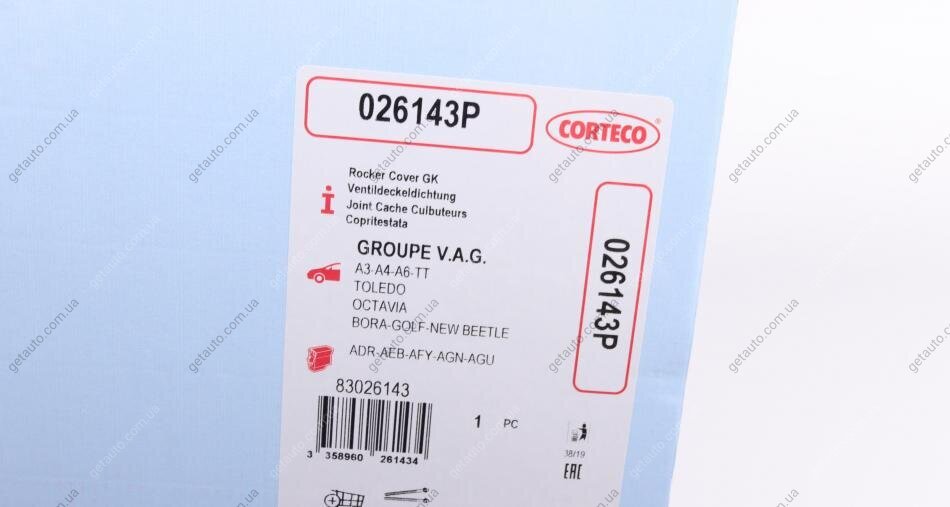 026143P
CORTECO®
Rocker Cover GK
Ventildeckeldichtung
Joint Cache Culbuteurs
Copritestata
GROUPE V.A.G.
A3-A4-A6-TT
TOLEDO
OCTAVIA
BORA-GOLF-NEW BEETLE
ADR-AEB-AFY-AGN-AGU
026143P
83026143
3 358960 261434
1 PC
38/19
EAC
getauto.com.ua